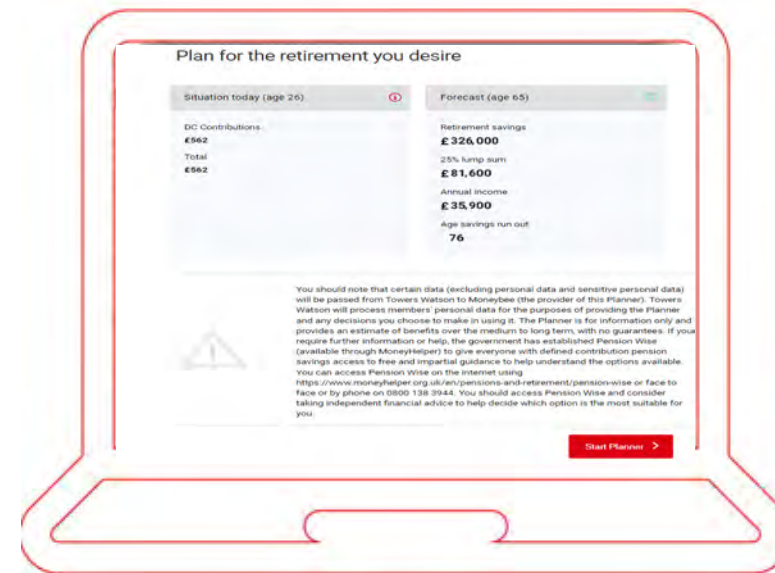 Plan for the retirement you desire
Situation today (age 26)
DC Contributions
£562
Total
£562
Forecast (age 65)
Retirement savings
£326,000
25% lump sum
£81,600
Annual income
£35,900
Age savings run out
76
You should note that certain data (excluding personal data and sensitive personal data)
will be passed from Towers Watson to Moneybee (the provider of this Planner). Towers
Watson will process members' personal data for the purposes of providing the Planner
and any decisions you choose to make in using it. The Planner is for information only and
provides an estimate of benefits over the medium to long term, with no guarantees. If your
require further information or help, the government has established Pension Wise
(available through MoneyHelper) to give everyone with defined contribution pension
savings access to free and impartial guidance to help understand the options available.
You can access Pension Wise on the internet using
https://www.moneyhelper.org.uk/en/pensions-and-retirement/pension-wise or face to
face or by phone on 0800 138 3944. You should access Pension Wise and consider
taking independent financial advice to help decide which option is the most suitable for
you.
Start Planner >